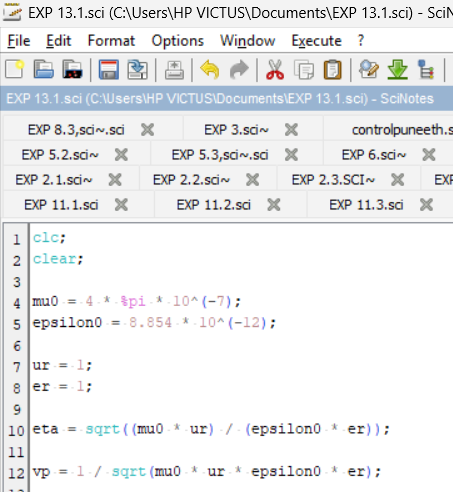 EXP 13.1.sci (C:\Users\HP VICTUS\Documents\EXP 13.1.sci) - SciN
File Edit Format Options Window Execute ?
EXP 13.1.sci (C:\Users\HP VICTUS\Documents\EXP 13.1.sci) - SciNotes
EXP 8.3,sci~.sci EXP 3.sci~ controlpuneeth.s
EXP 5.2.sci~ EXP 5.3,sci~.sci EXP 6.sci~
EXP 2.1.sci~ EXP 2.2.sci~ EXP 2.3.SCI~ EX
EXP 11.1.sci EXP 11.2.sci EXP 11.3.sci
1 clc;
2 clear;
3
4 mu0 = 4 * %pi * 10^(-7);
5 epsilon0 = 8.854 * 10^(-12);
6
7 ur = 1;
8 er = 1;
9
10 eta = sqrt((mu0 * ur) / (epsilon0 * er));
11
12 vp = 1 / sqrt(mu0 * ur * epsilon0 * er);